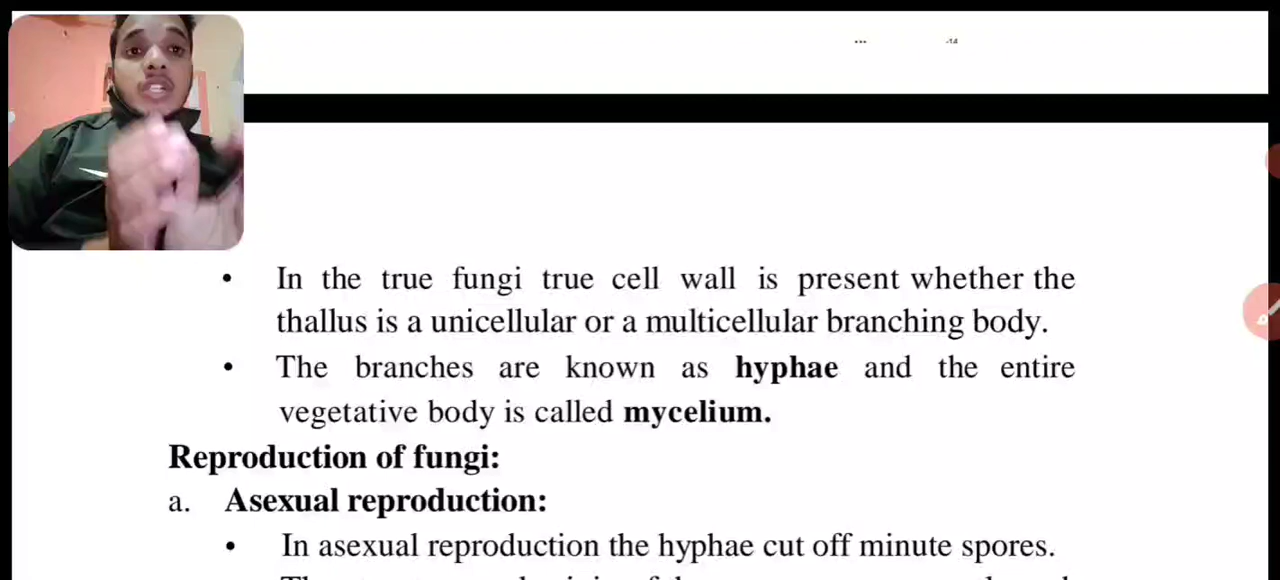 -14
• In the true fungi true cell wall is present whether the
thallus is a unicellular or a multicellular branching body.
• The branches are known as hyphae and the entire
vegetative body is called mycelium.
Reproduction of fungi:
a. Asexual reproduction:
• In asexual reproduction the hyphae cut off minute spores.